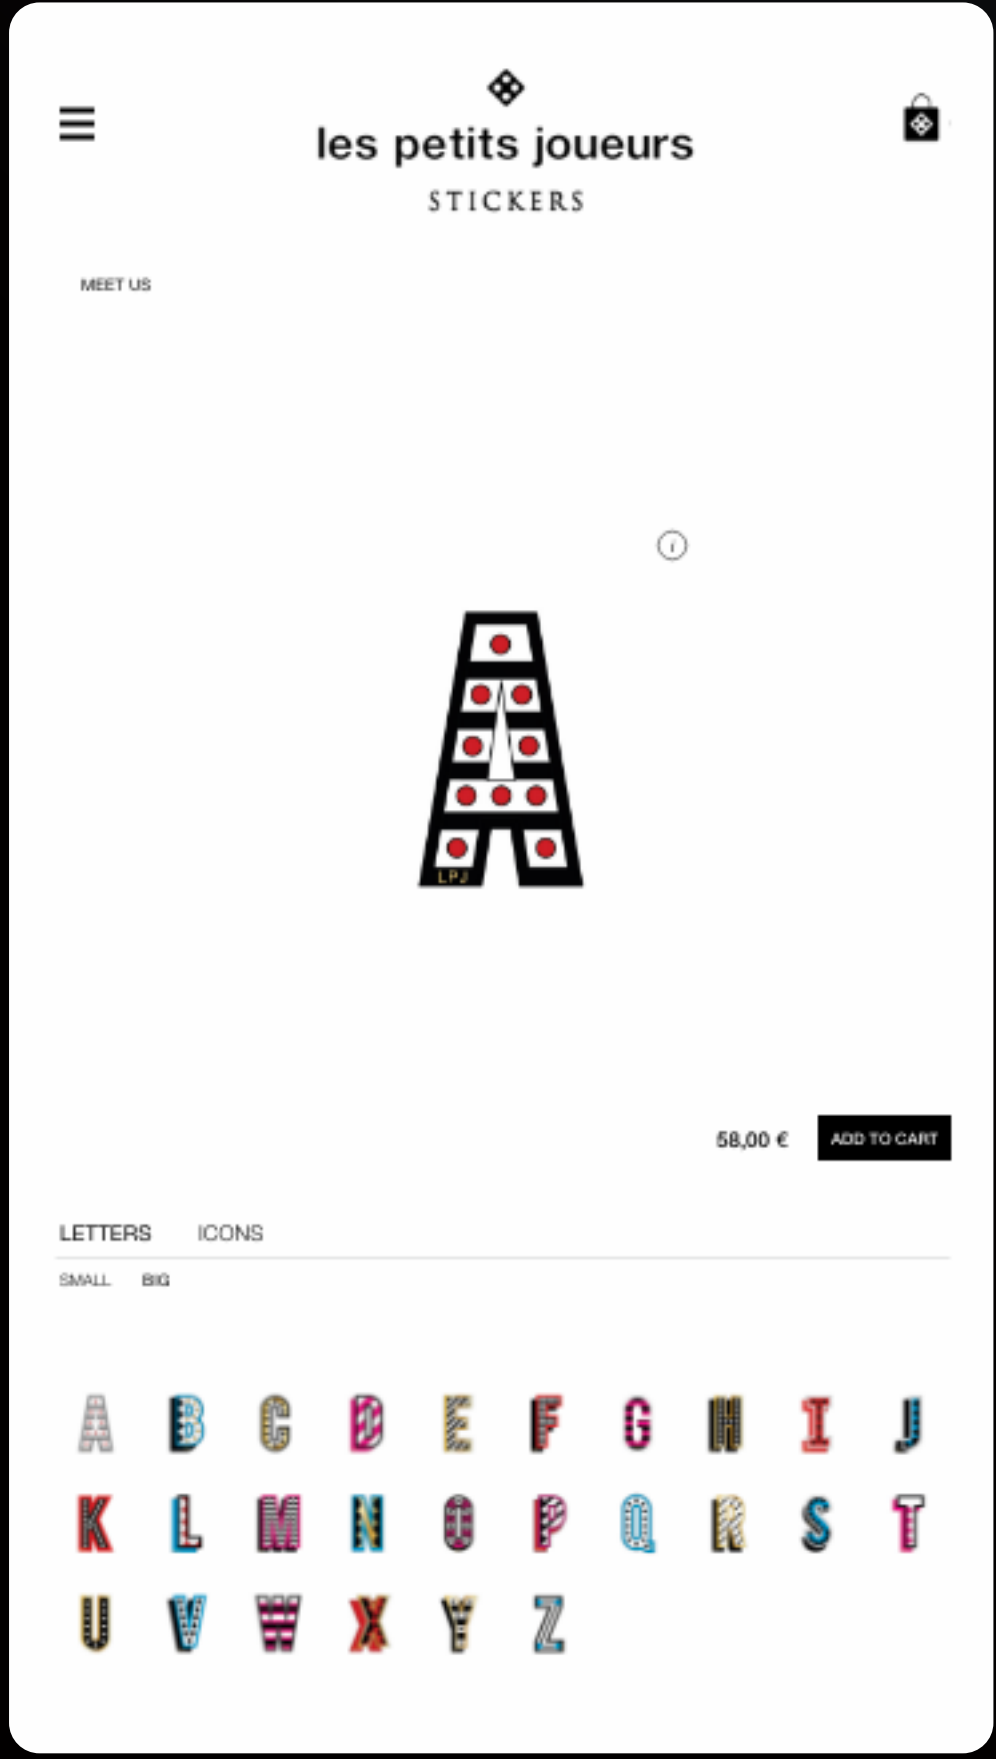 les petits joueurs
STICKERS
MEET US
i
A
LPJ
58,00 € ADD TO CART
LETTERS ICONS
SMALL BIG
A B C D E F G H I J
K L M N O P Q R S T
U V W X Y Z